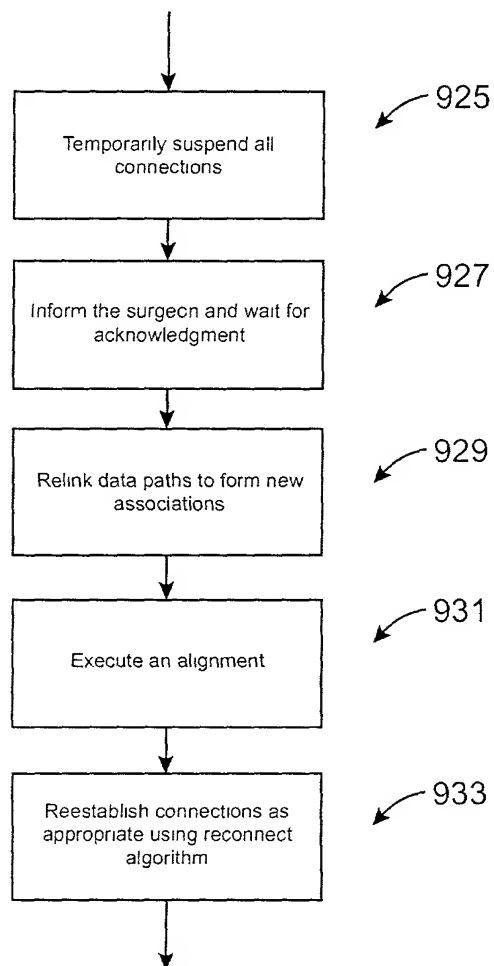 925
Temporarily suspend all
connections
927
Inform the surgeon and wait for
acknowledgment
929
Relink data paths to form new
associations
931
Execute an alignment
933
Reestablish connections as
appropriate using reconnect
algorithm